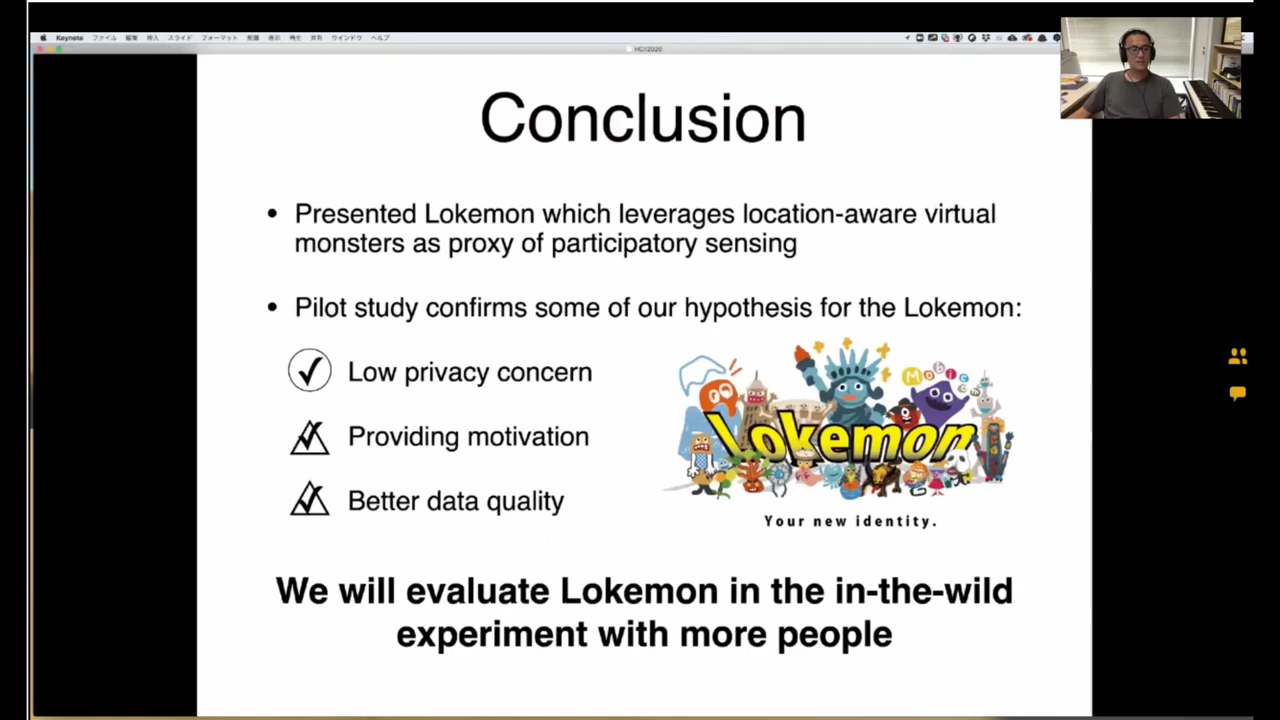 Keynote ファイル 編集 挿入 スライド フォーマット 配置 表示 再生 共有 ウインドウ ヘルプ
HCII2020
Conclusion
• Presented Lokemon which leverages location-aware virtual
monsters as proxy of participatory sensing
• Pilot study confirms some of our hypothesis for the Lokemon:
Low privacy concern
Providing motivation
Better data quality
Mobicom
Lokemon
Your new identity.
We will evaluate Lokemon in the in-the-wild
experiment with more people